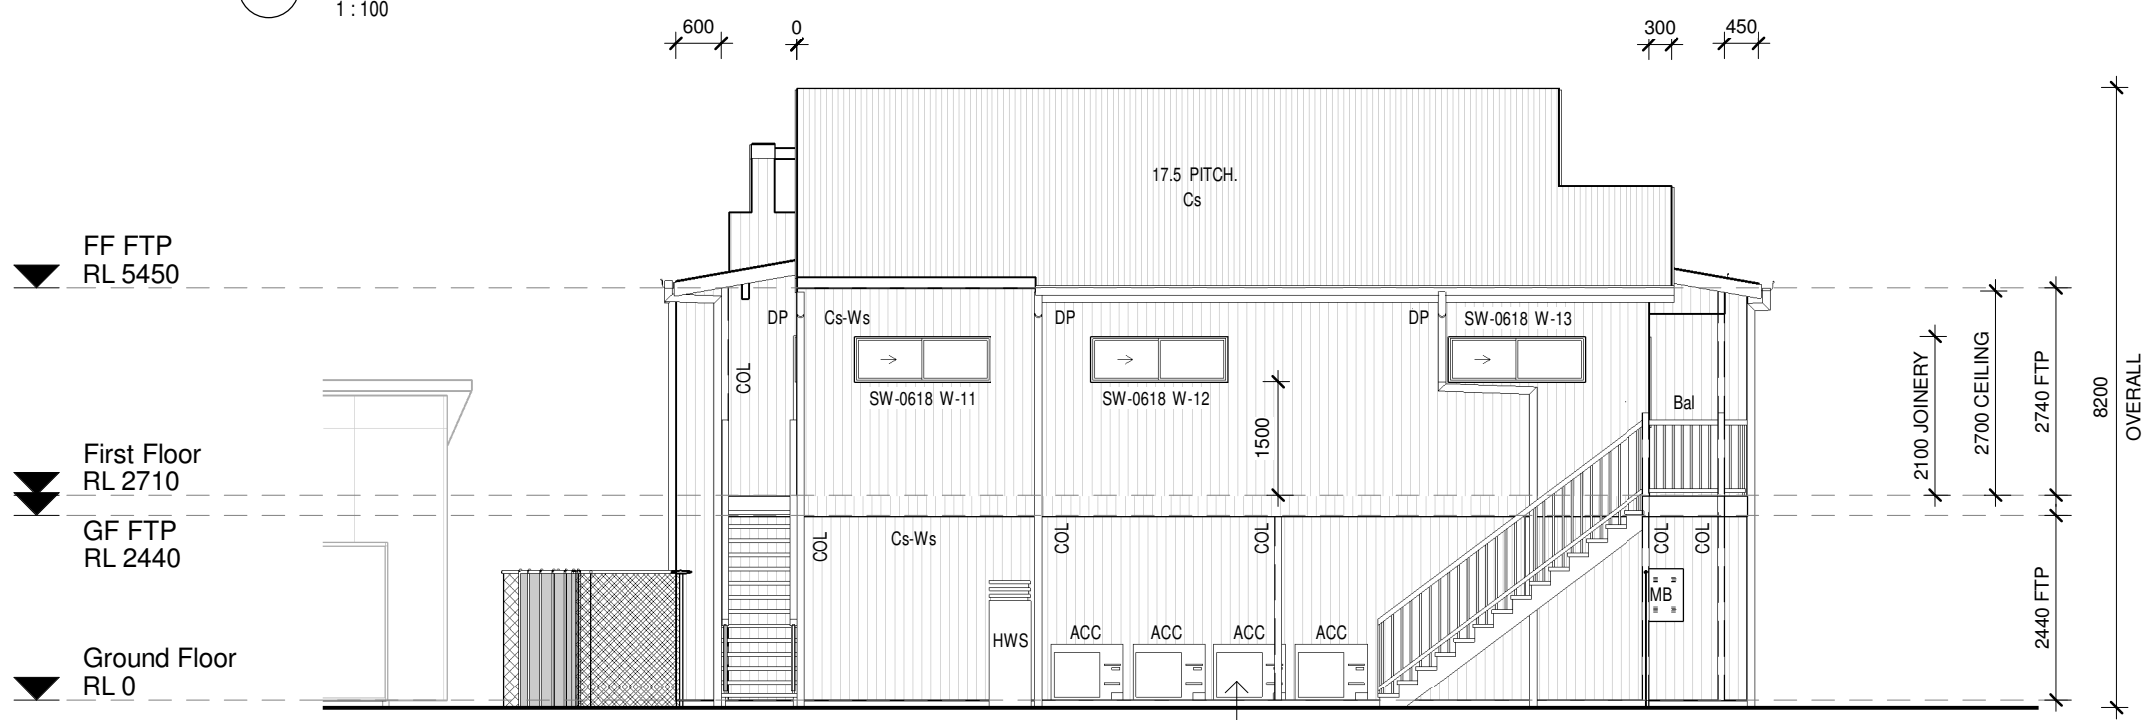 1 : 100
600
0
300
450
17.5 PITCH.
Cs
FF FTP
RL 5450
DP
Cs-Ws
DP
DP
SW-0618 W-13
COL
SW-0618 W-11
SW-0618 W-12
1500
Bal
2100 JOINERY
2700 CEILING
2740 FTP
8200
OVERALL
First Floor
RL 2710
GF FTP
RL 2440
COL
Cs-Ws
COL
COL
COL
COL
MB
2440 FTP
HWS
ACC
ACC
ACC
ACC
Ground Floor
RL 0